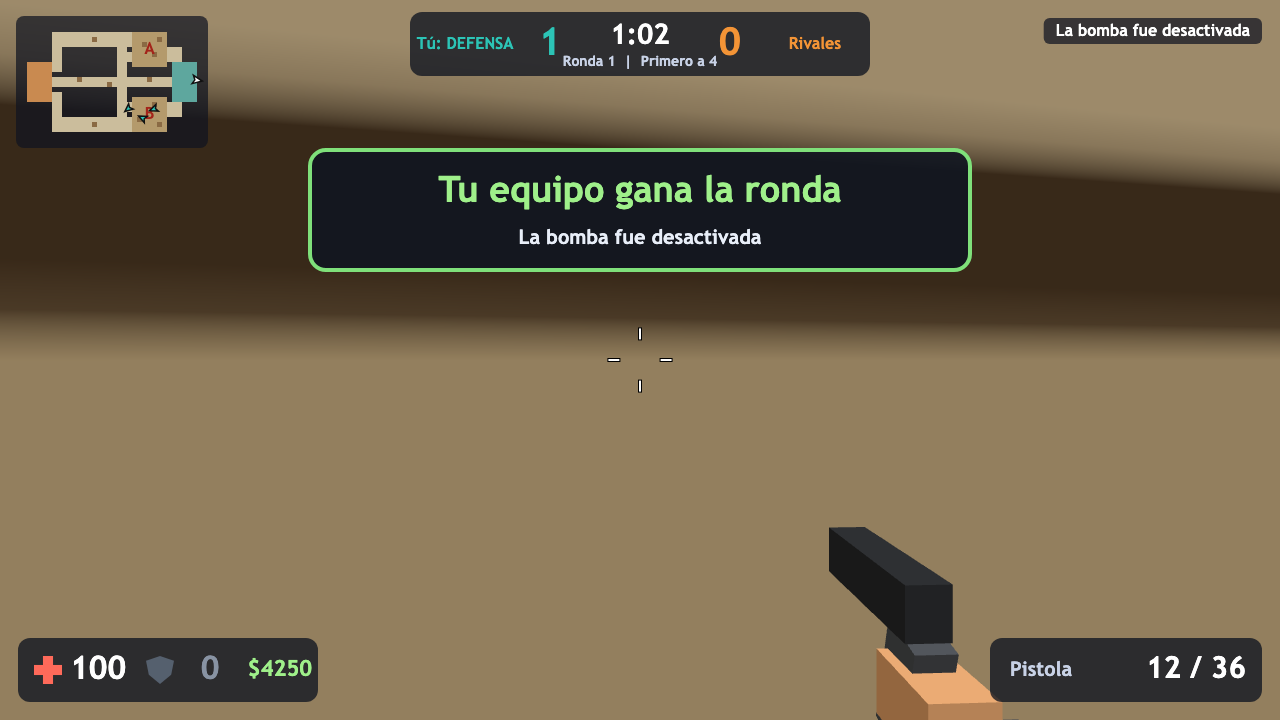 A
B
Tú: DEFENSA
1
1:02
0
Rivales
Ronda 1 | Primero a 4
La bomba fue desactivada
Tu equipo gana la ronda
La bomba fue desactivada
100
0
$4250
Pistola
12 / 36